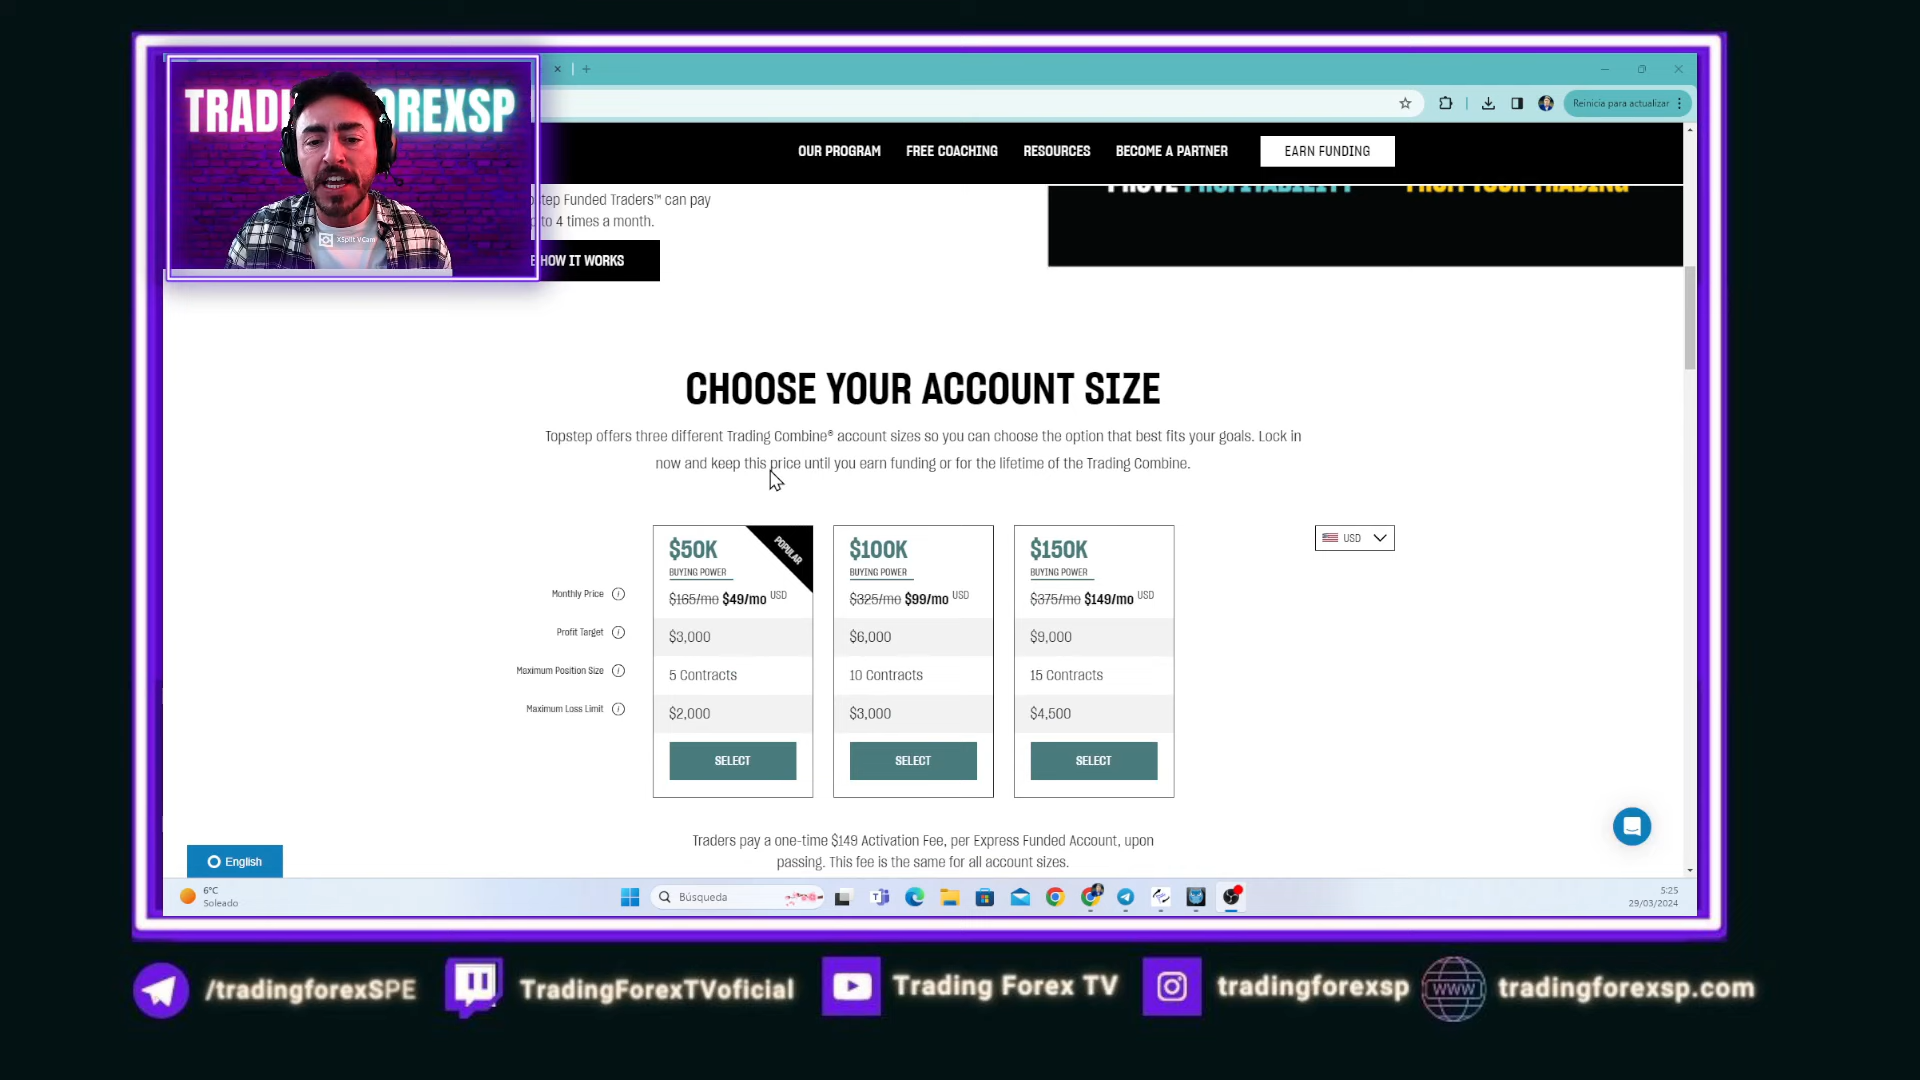 TRADI
OREXSP
XSplit VCam
Reinicia para actualizar
OUR PROGRAM
FREE COACHING
RESOURCES
BECOME A PARTNER
EARN FUNDING
PROVE PROFITABILITY
PROFIT YOUR TRADING
pstep Funded Traders™ can pay
to 4 times a month.
HOW IT WORKS
CHOOSE YOUR ACCOUNT SIZE
Topstep offers three different Trading Combine® account sizes so you can choose the option that best fits your goals. Lock in
now and keep this price until you earn funding or for the lifetime of the Trading Combine.
USD
$50K
BUYING POWER
POPULAR
$100K
BUYING POWER
$150K
BUYING POWER
Monthly Price
$165/mo $49/mo USD
$325/mo $99/mo USD
$375/mo $149/mo USD
Profit Target
$3,000
$6,000
$9,000
Maximum Position Size
5 Contracts
10 Contracts
15 Contracts
Maximum Loss Limit
$2,000
$3,000
$4,500
SELECT
SELECT
SELECT
Traders pay a one-time $149 Activation Fee, per Express Funded Account, upon
passing. This fee is the same for all account sizes.
English
6°C
Soleado
Búsqueda
5:25
29/03/2024
/tradingforexSPE
TradingForexTVoficial
Trading Forex TV
tradingforexsp
www
tradingforexsp.com